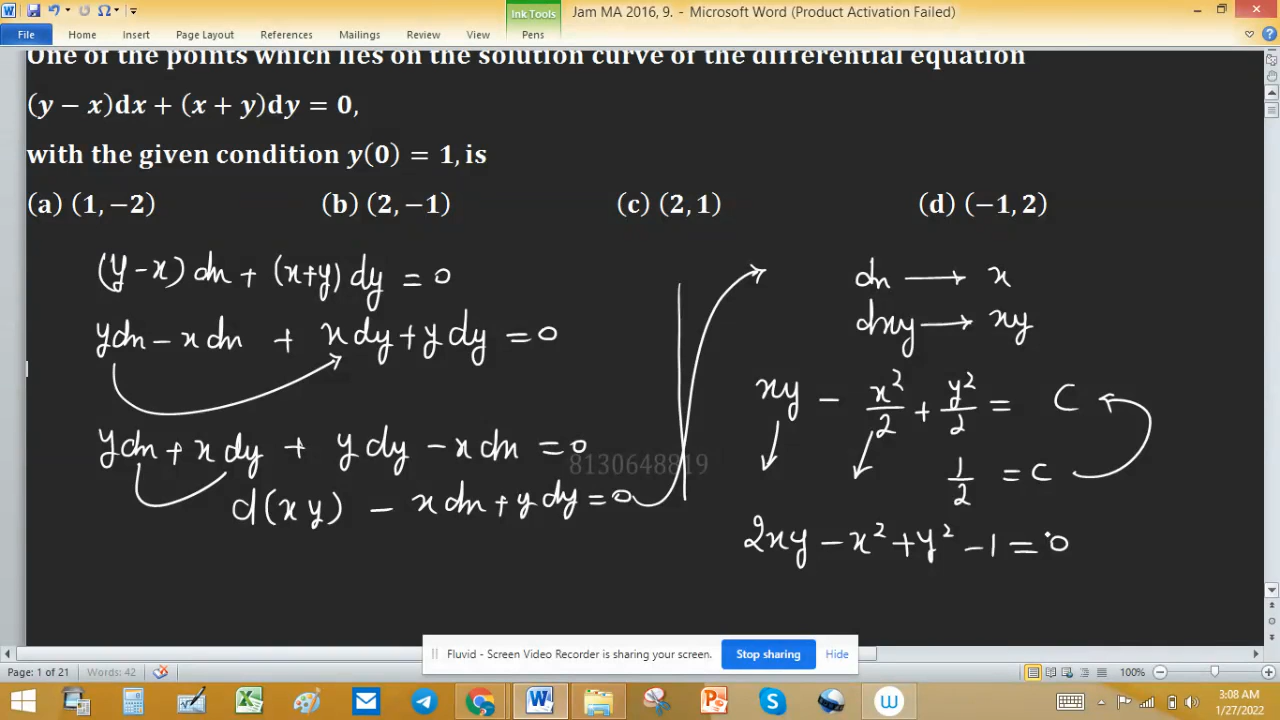 Jam MA 2016, 9. - Microsoft Word (Product Activation Failed)
Ink Tools
File Home Insert Page Layout References Mailings Review View Pens
One of the points which lies on the solution curve of the differential equation
(y − x)dx + (x + y)dy = 0,
with the given condition y(0) = 1, is
(a) (1, −2) (b) (2, −1) (c) (2, 1) (d) (−1, 2)
(y-x) dx + (x+y) dy = 0
ydx - xdx + xdy + ydy = 0
ydx + xdy + ydy - xdx = 0
d(xy) - xdx + ydy = 0
dx → x
dxy → xy
xy - x²/2 + y²/2 = C
1/2 = C
2xy - x² + y² - 1 = 0
8130648819
Fluvid - Screen Video Recorder is sharing your screen. Stop sharing Hide
Page: 1 of 21 Words: 42 100%
3:08 AM
1/27/2022